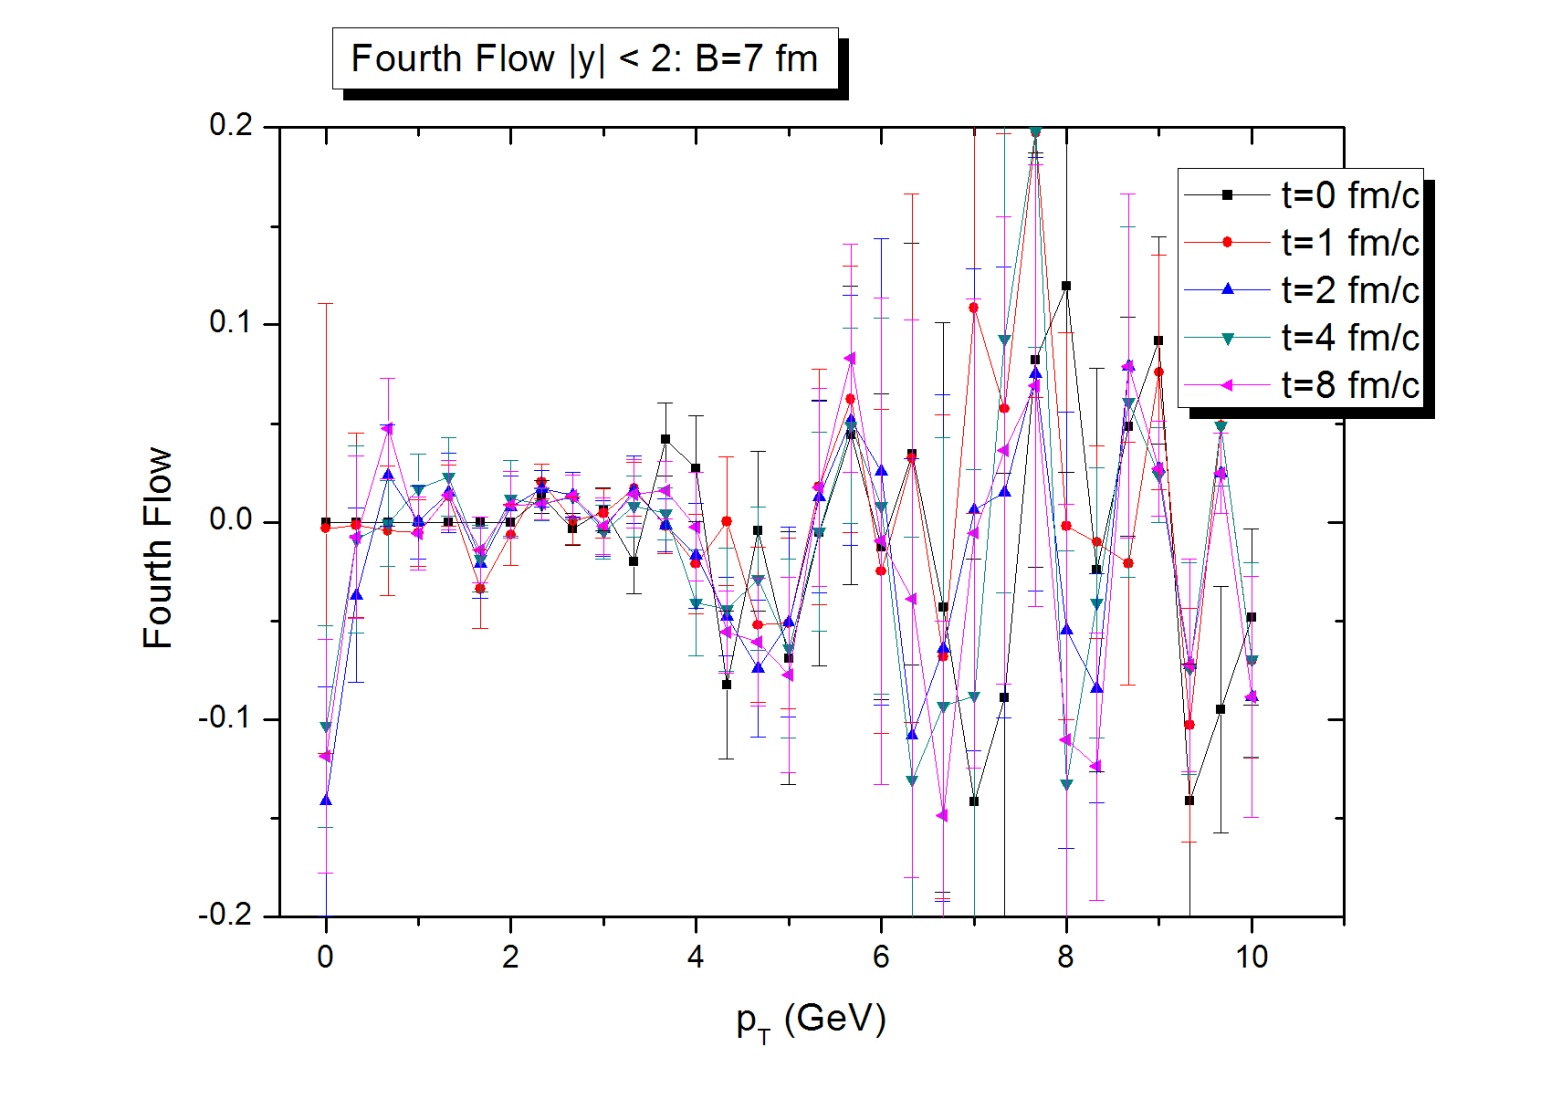 Fourth Flow |y| < 2: B=7 fm
0.2
0.1
0.0
-0.1
-0.2
Fourth Flow
t=0 fm/c
t=1 fm/c
t=2 fm/c
t=4 fm/c
t=8 fm/c
0 2 4 6 8 10
pT (GeV)